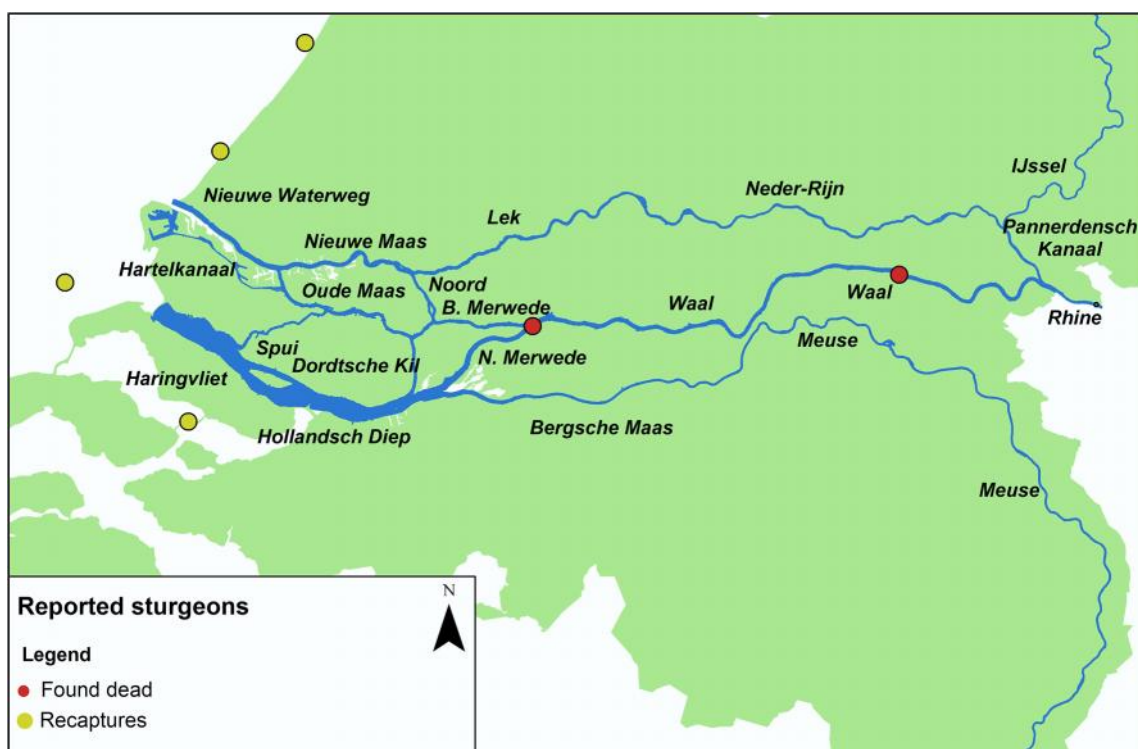 IJssel
Neder-Rijn
Nieuwe Waterweg
Lek
Pannerdensch
Kanaal
Nieuwe Maas
Hartelkanaal
Noord
Oude Maas
Waal
B. Merwede
Waal
Rhine
Meuse
Spui
N. Merwede
Dordtsche Kil
Haringvliet
Bergsche Maas
Hollandsch Diep
Meuse
N
Reported sturgeons
Legend
Found dead
Recaptures